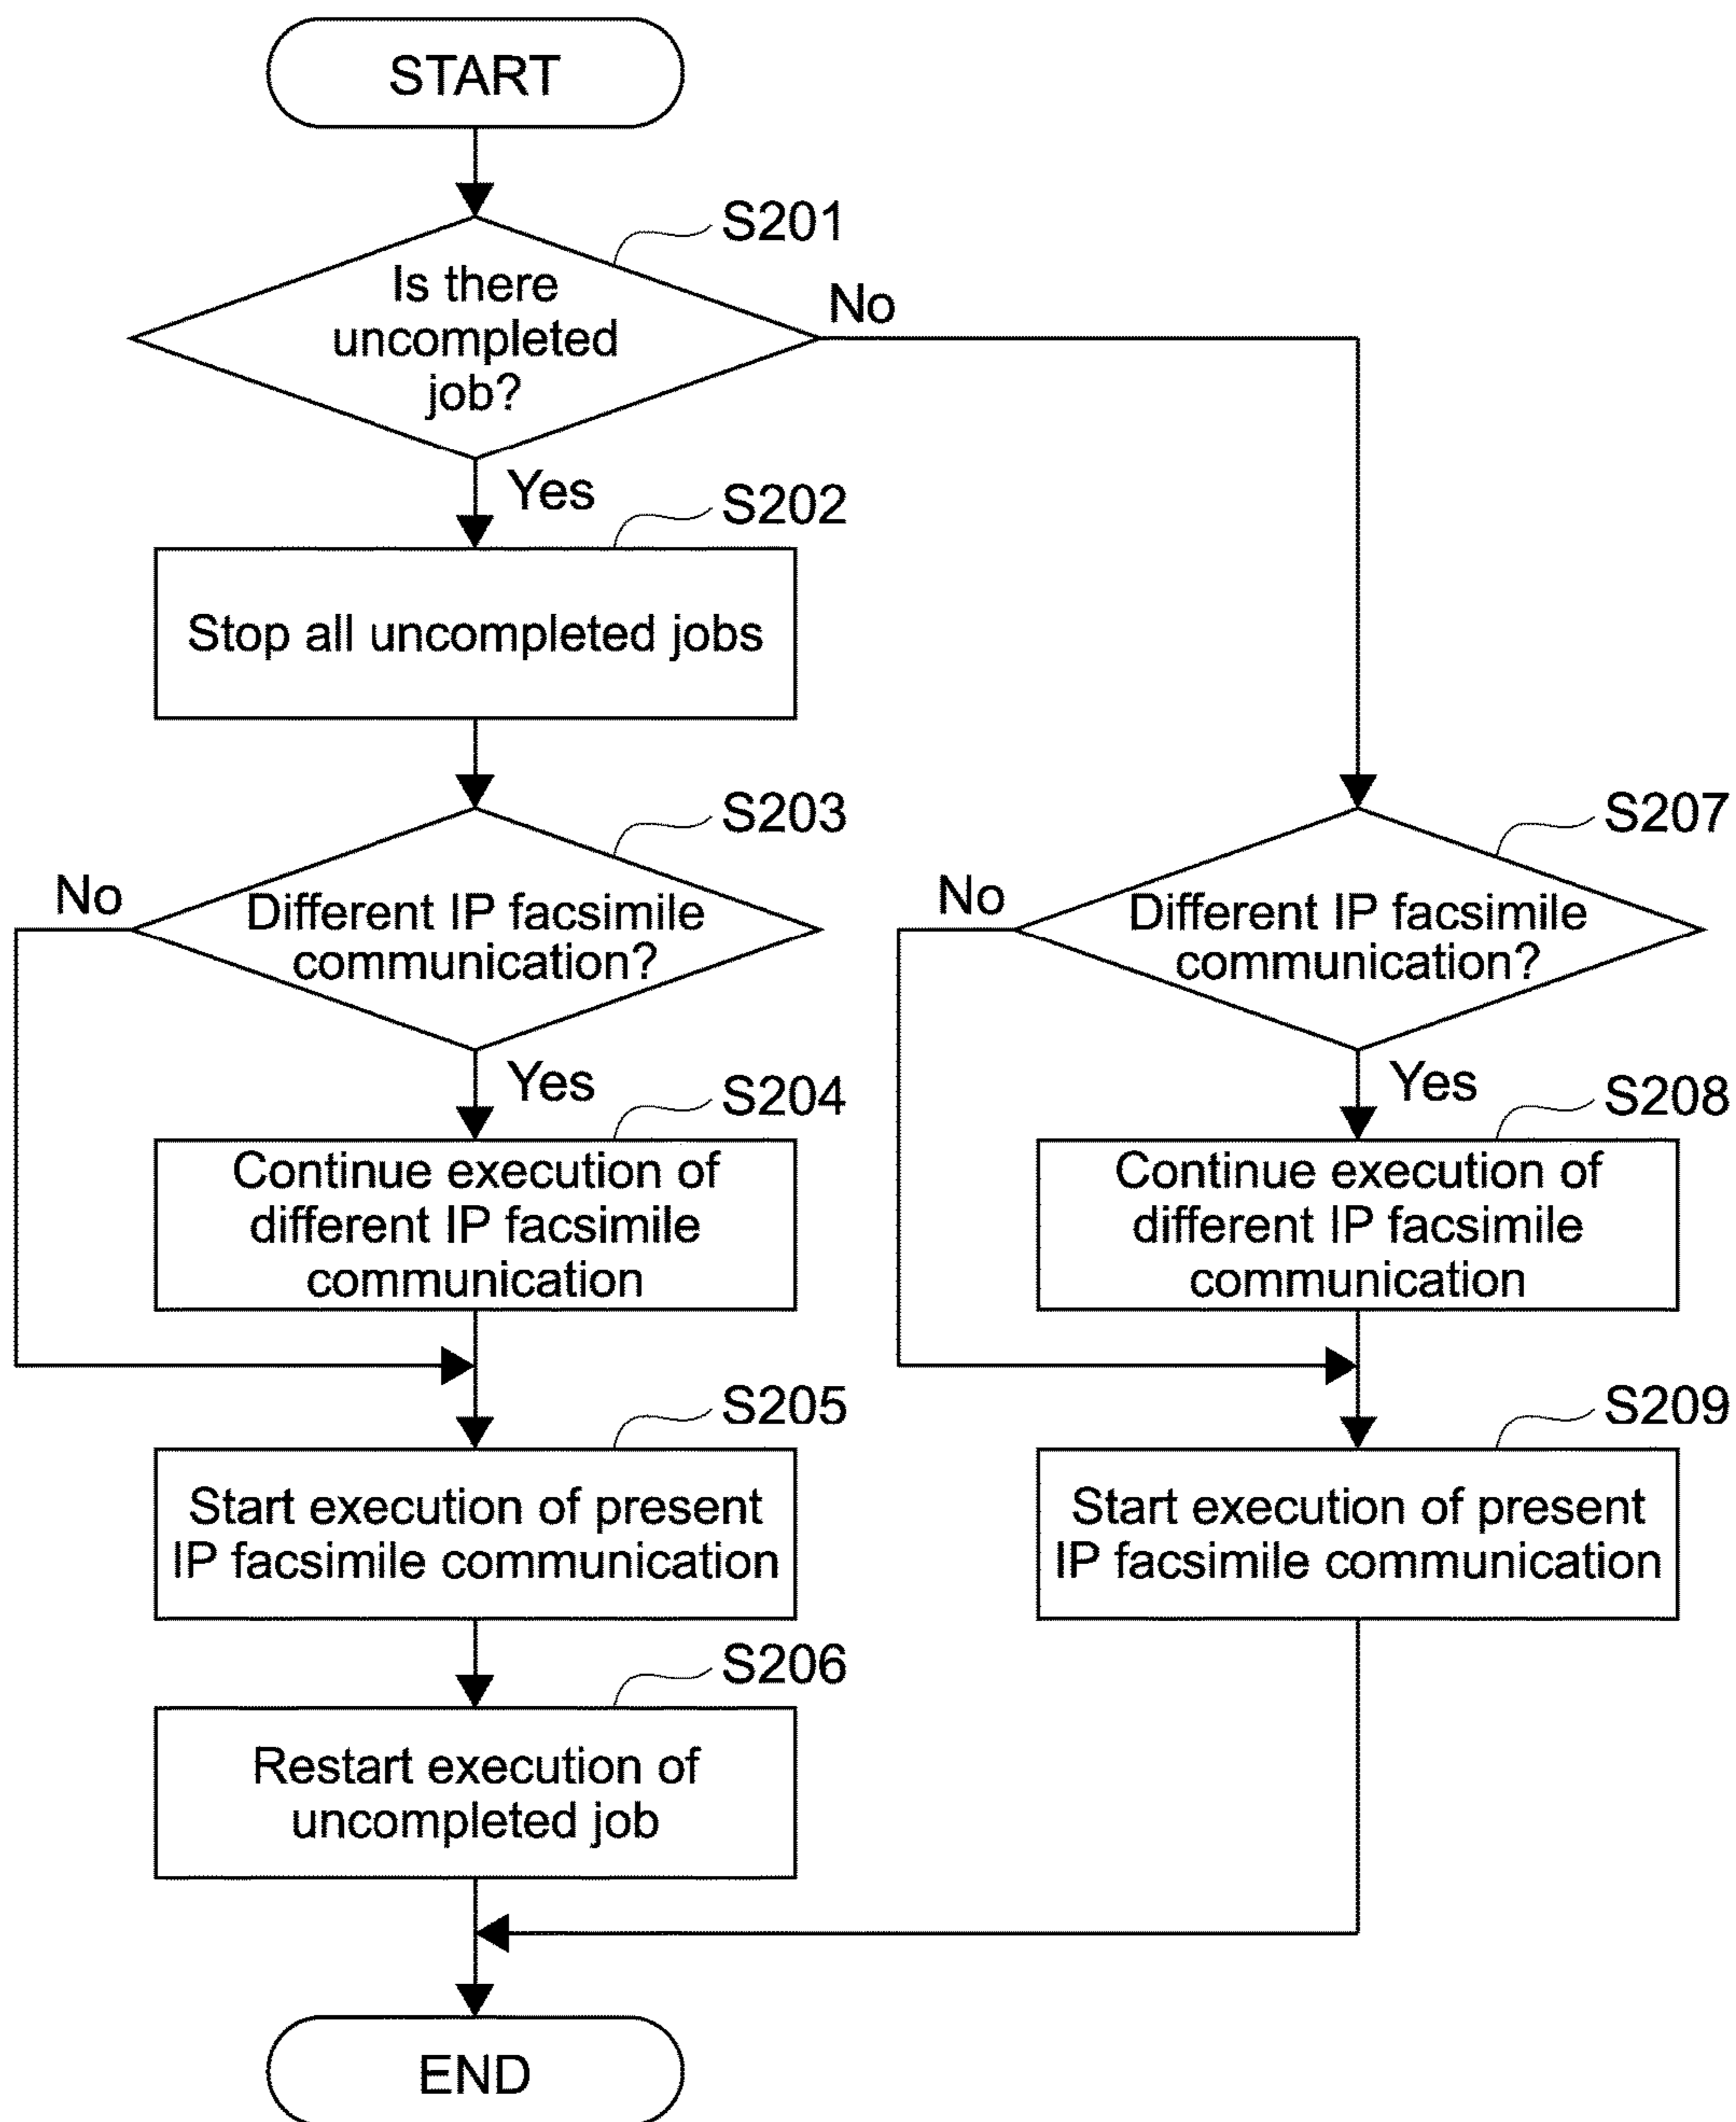 START
S201
Is there
uncompleted
job?
No
Yes
S202
Stop all uncompleted jobs
S203
No
Different IP facsimile
communication?
Yes
S204
Continue execution of
different IP facsimile
communication
S205
Start execution of present
IP facsimile communication
S206
Restart execution of
uncompleted job
S207
No
Different IP facsimile
communication?
Yes
S208
Continue execution of
different IP facsimile
communication
S209
Start execution of present
IP facsimile communication
END